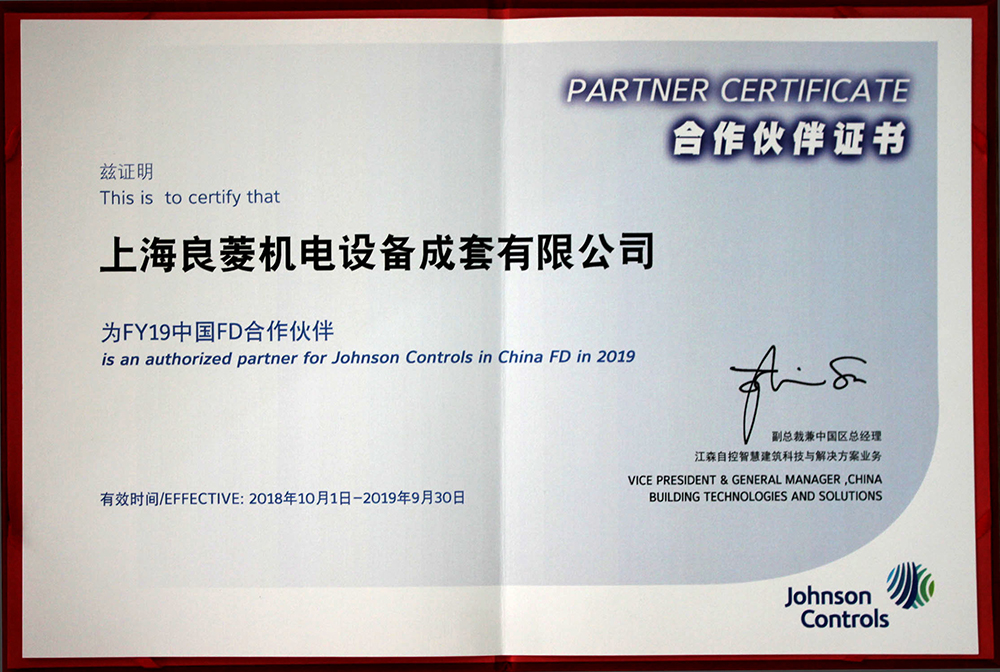 PARTNER CERTIFICATE
合作伙伴证书
兹证明
This is to certify that
上海良菱机电设备成套有限公司
为FY19中国FD合作伙伴
is an authorized partner for Johnson Controls in China FD in 2019
副总裁兼中国区总经理
江森自控智慧建筑科技与解决方案业务
VICE PRESIDENT & GENERAL MANAGER ,CHINA
BUILDING TECHNOLOGIES AND SOLUTIONS
有效时间/EFFECTIVE: 2018年10月1日-2019年9月30日
Johnson
Controls